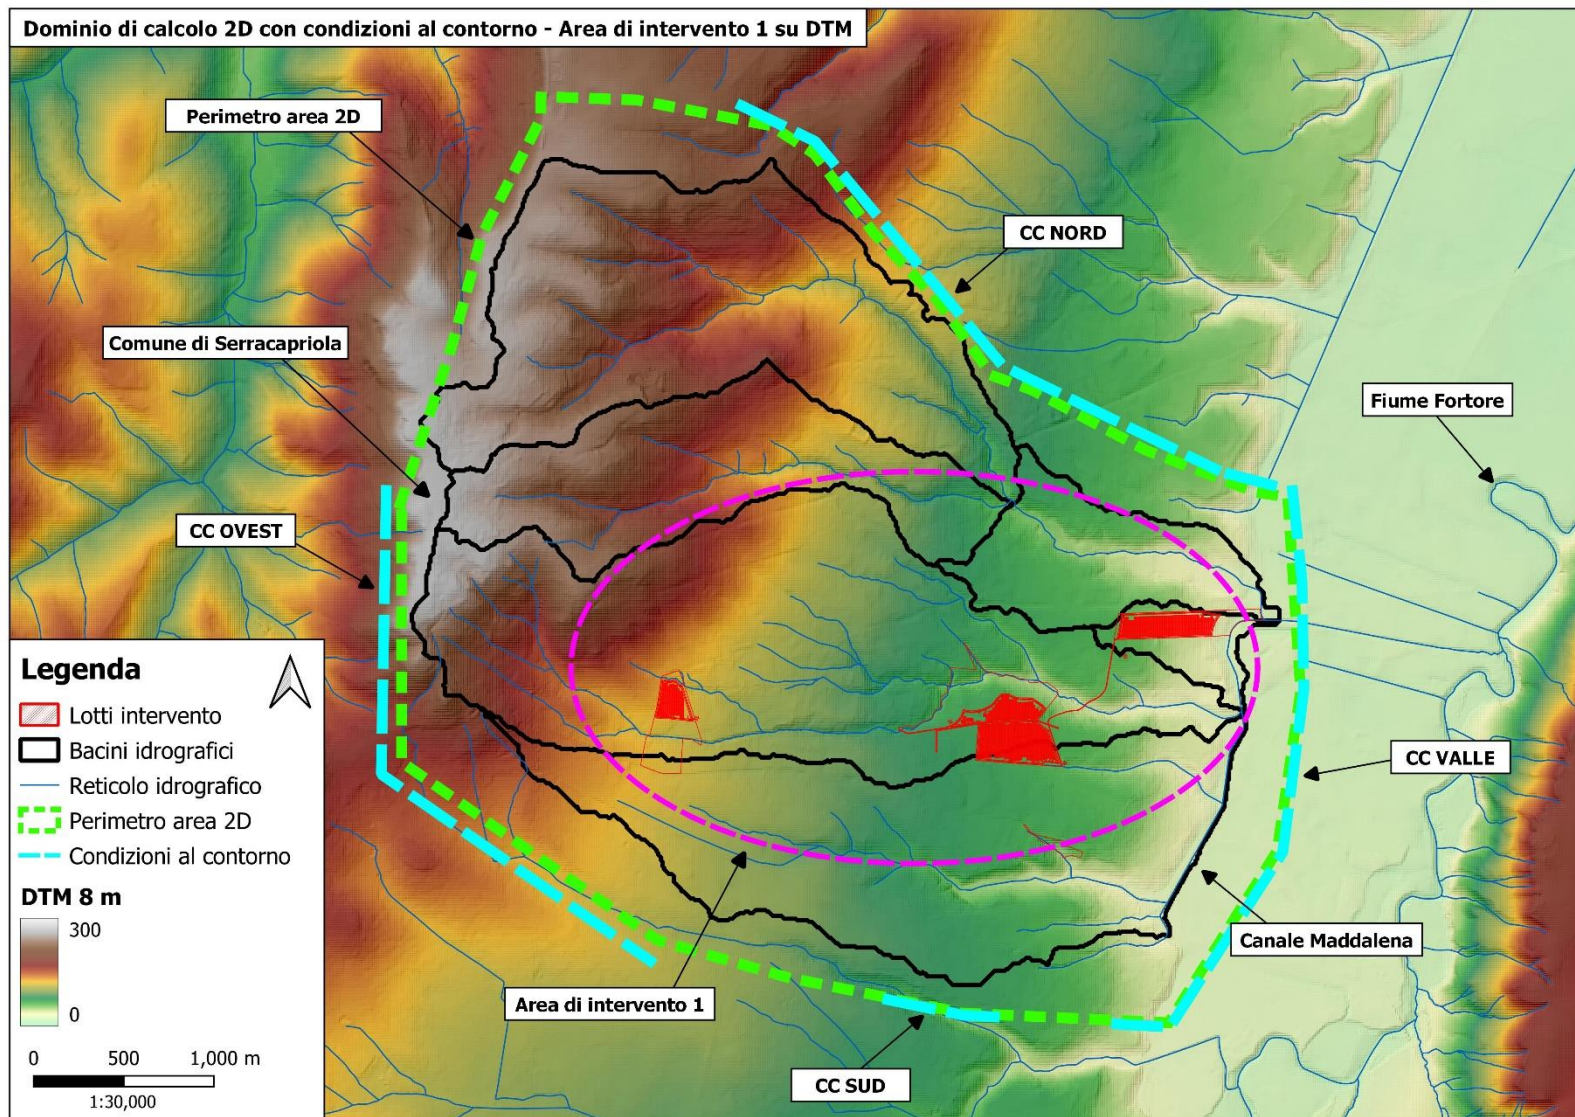 Dominio di calcolo 2D con condizioni al contorno - Area di intervento 1 su DTM
Perimetro area 2D
CC NORD
Comune di Serracapriola
Fiume Fortore
CC OVEST
Legenda
Lotti intervento
Bacini idrografici
Reticolo idrografico
Perimetro area 2D
Condizioni al contorno
DTM 8 m
300
0
0 500 1,000 m
1:30,000
CC VALLE
Canale Maddalena
Area di intervento 1
CC SUD